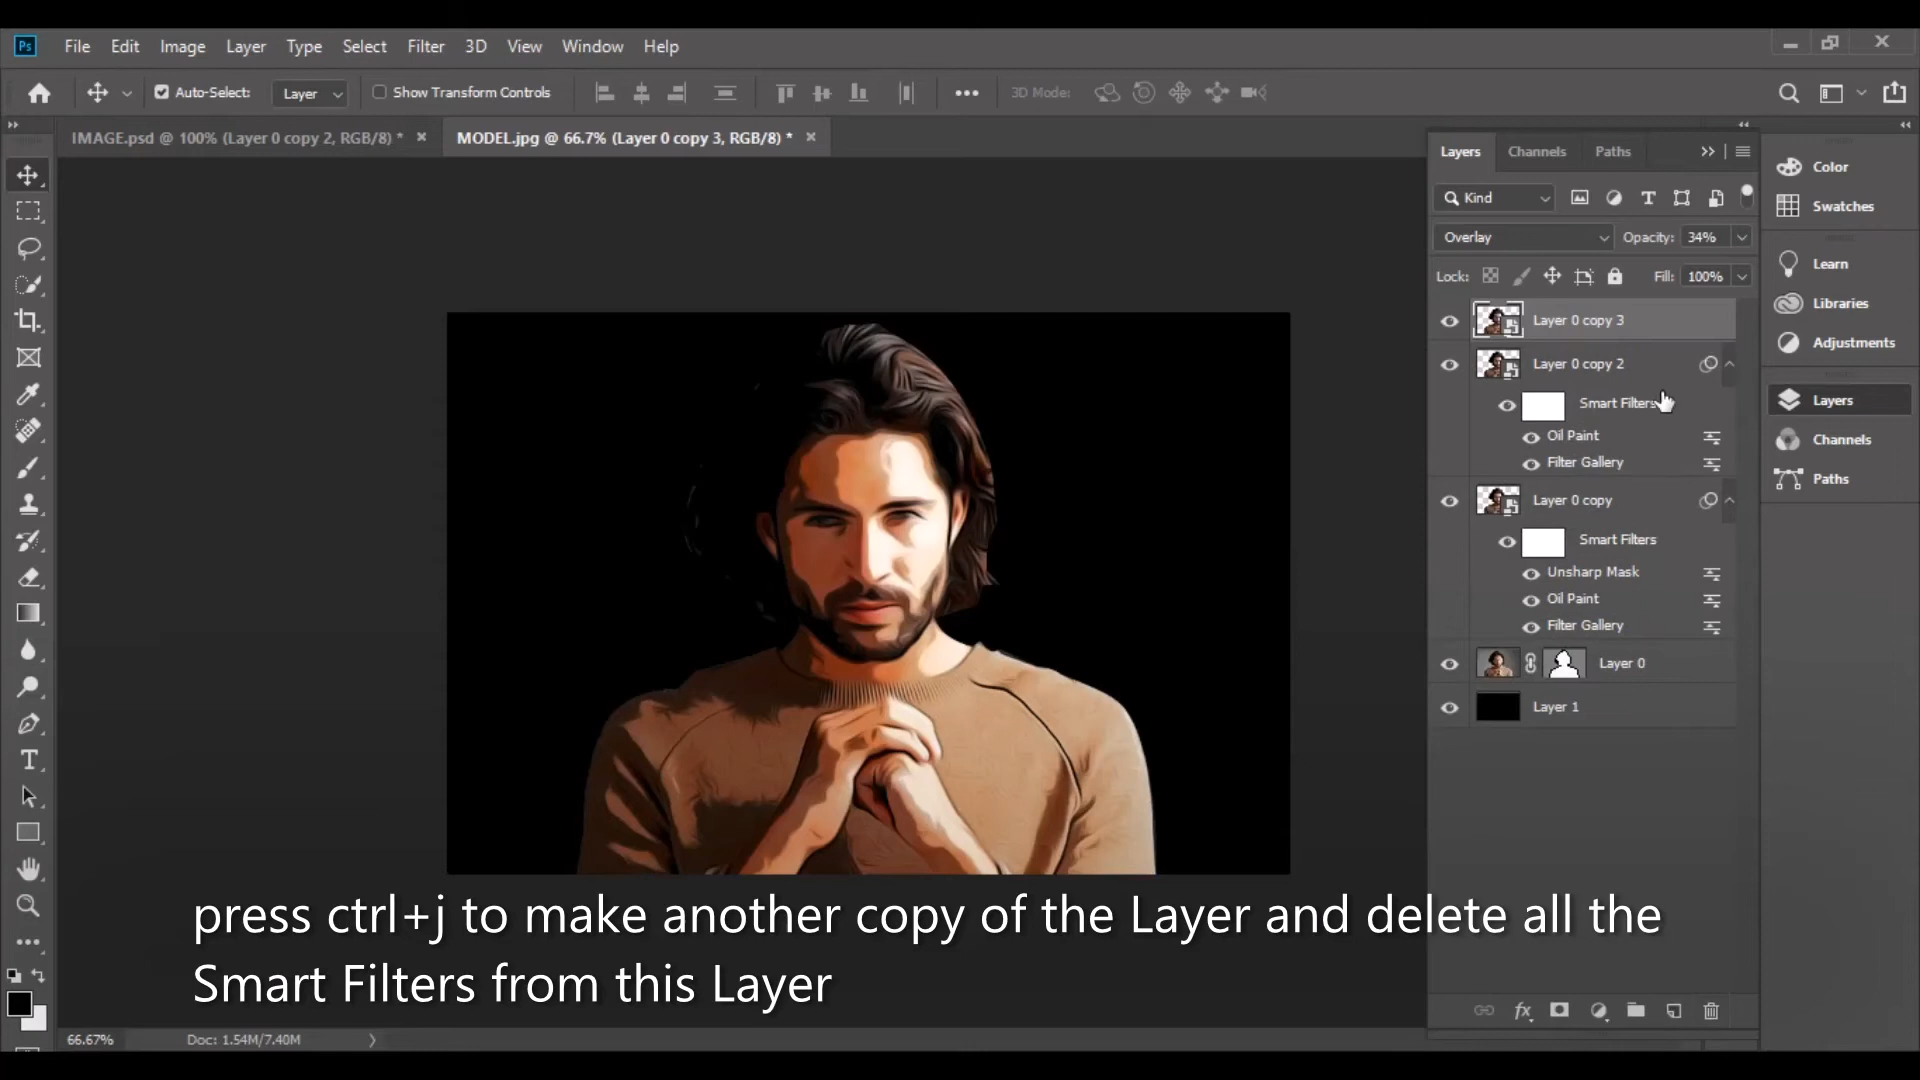 Ps File Edit Image Layer Type Select Filter 3D View Window Help
Auto-Select: Layer Show Transform Controls 3D Mode:
IMAGE.psd @ 100% (Layer 0 copy 2, RGB/8) *
MODEL.jpg @ 66.7% (Layer 0 copy 3, RGB/8) *
Layers Channels Paths
Kind
Overlay Opacity: 34%
Lock: Fill: 100%
Layer 0 copy 3
Layer 0 copy 2
Smart Filters
Oil Paint
Filter Gallery
Layer 0 copy
Smart Filters
Unsharp Mask
Oil Paint
Filter Gallery
Layer 0
Layer 1
Color
Swatches
Learn
Libraries
Adjustments
Layers
Channels
Paths
press ctrl+j to make another copy of the Layer and delete all the
Smart Filters from this Layer
66.67% Doc: 1.54M/7.40M